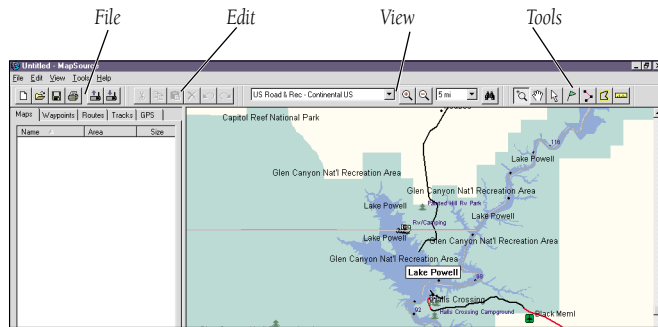 File Edit View Tools
Untitled - MapSource
File Edit View Tools Help
US Road & Rec - Continental US 5 mi
Maps Waypoints Routes Tracks GPS
Name Area Size
Capitol Reef National Park
116
Lake Powell
Glen Canyon Nat'l Recreation Area
Glen Canyon Nat'l Recreation Area
Lake Powell
Painted Hill Rv Park
Lake Powell
Rv/Camping
Lake Powell
Glen Canyon Nat'l Recreation Area
Glen Canyon Nat'l Recreation Area
Lake Powell
Halls Crossing
92
Halls Crossing Campground